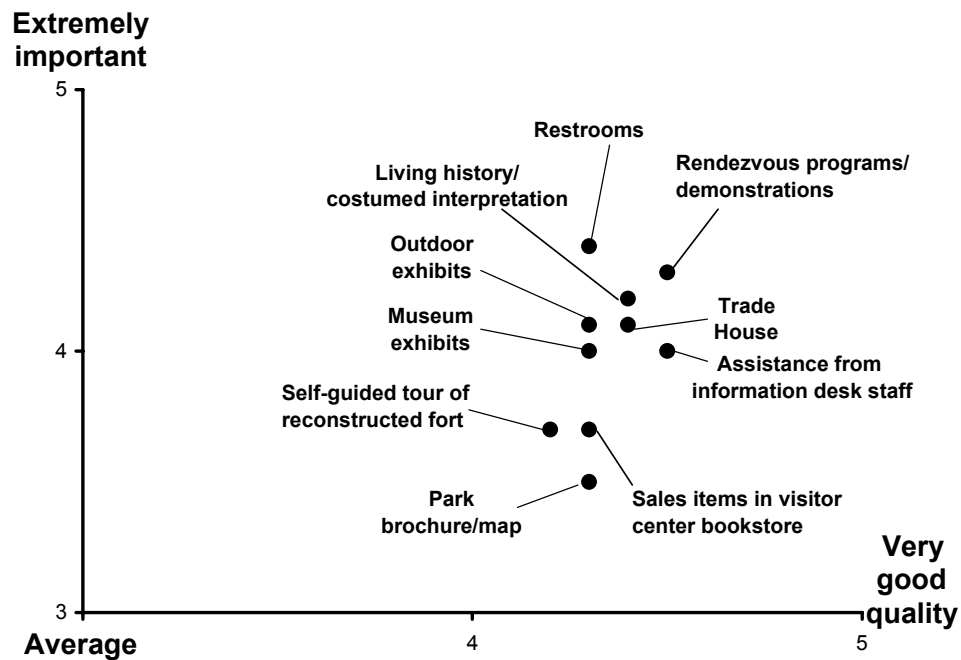 Extremely
important
5
Restrooms
Rendezvous programs/
demonstrations
Living history/
costumed interpretation
Outdoor
exhibits
Museum
exhibits
Trade
House
4
Assistance from
information desk staff
Self-guided tour of
reconstructed fort
Park
brochure/map
Sales items in visitor
center bookstore
Very
good
quality
3
Average
4
5